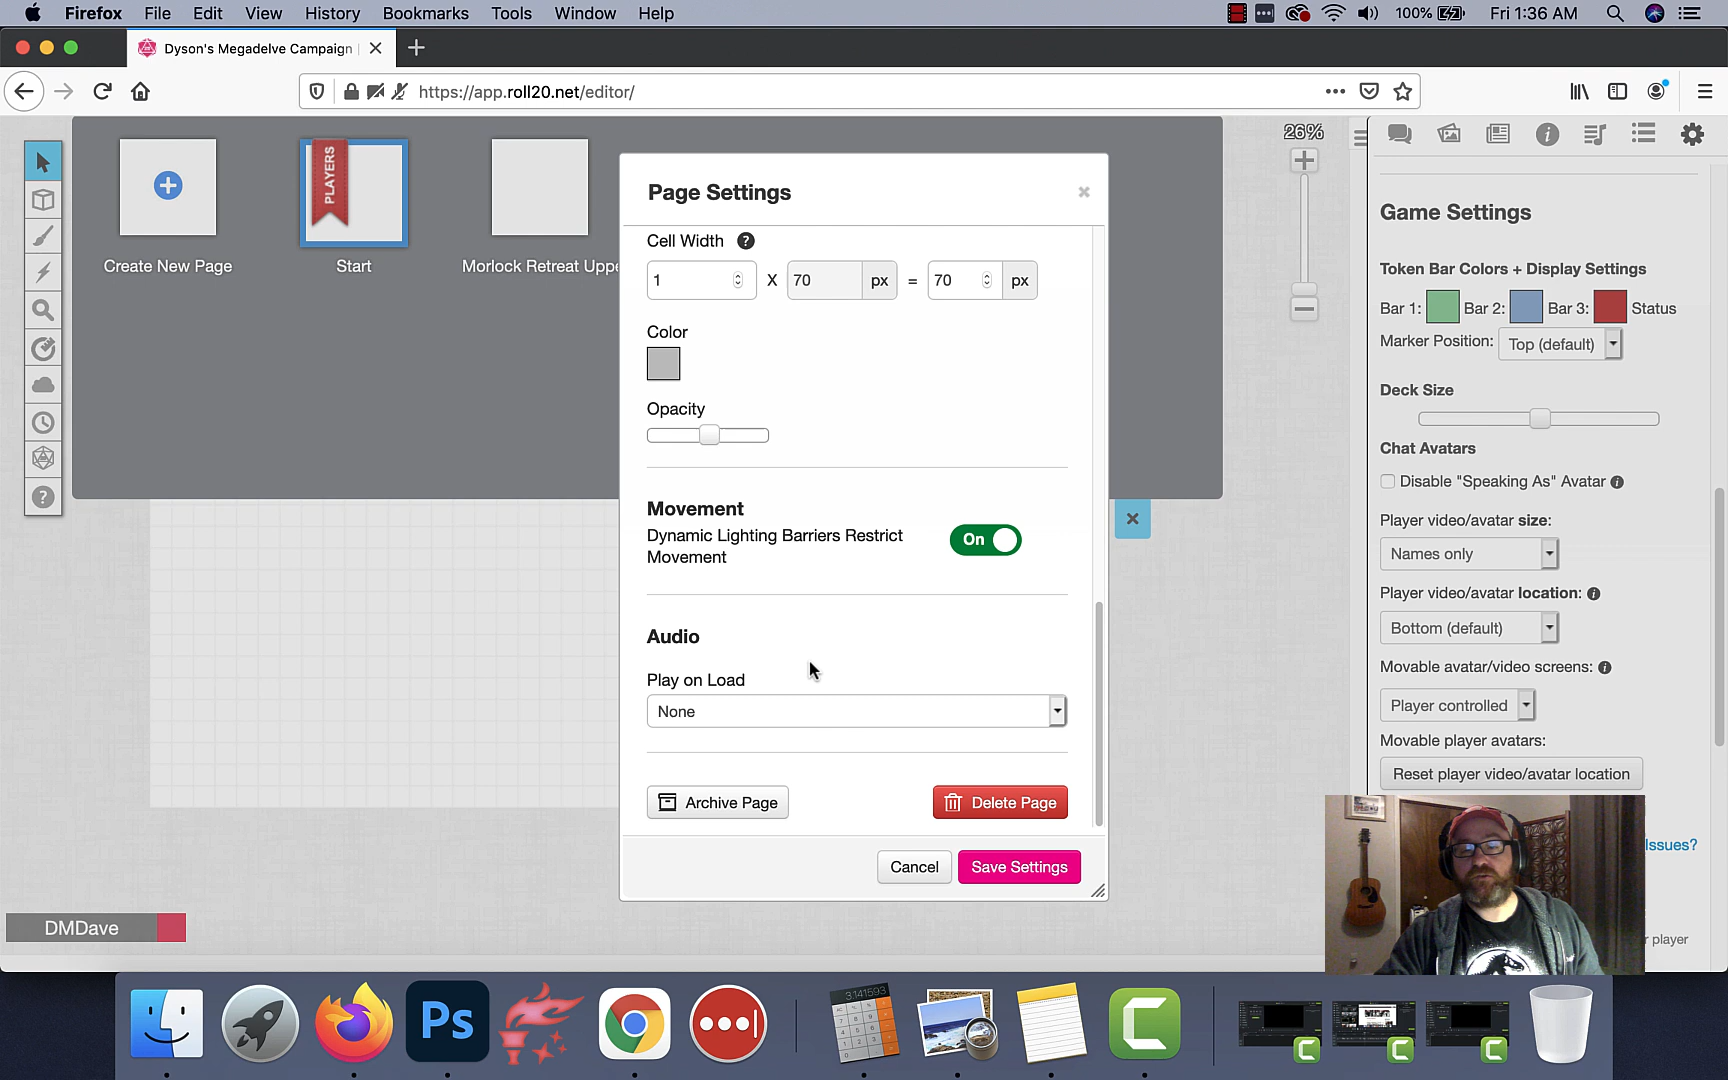 Firefox File Edit View History Bookmarks Tools Window Help 100% Fri 1:36 AM
Dyson's Megadelve Campaign |
https://app.roll20.net/editor/
26%
PLAYERS
Create New Page
Start
Morlock Retreat Uppe
Page Settings
Cell Width
1 X 70 px = 70 px
Color
Opacity
Movement
Dynamic Lighting Barriers Restrict
Movement
On
Audio
Play on Load
None
Archive Page
Delete Page
Cancel
Save Settings
Game Settings
Token Bar Colors + Display Settings
Bar 1: Bar 2: Bar 3: Status
Marker Position: Top (default)
Deck Size
Chat Avatars
Disable "Speaking As" Avatar
Player video/avatar size:
Names only
Player video/avatar location:
Bottom (default)
Movable avatar/video screens:
Player controlled
Movable player avatars:
Reset player video/avatar location
Issues?
r player
DMDave
Ps
3.141593